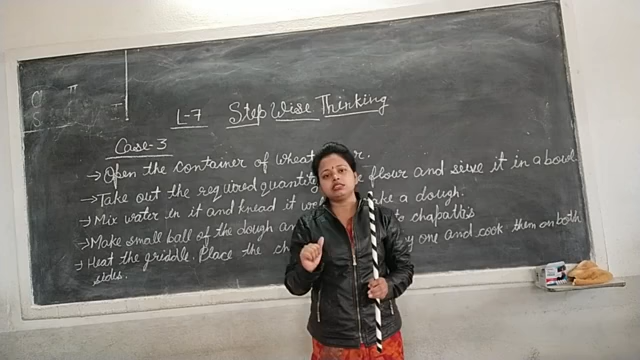 L-7 Step Wise Thinking
Case-3
→ Open the container of wheat
→ Take out the required quantity flour and sieve it in a bowl.
→ Mix water in it and knead it a dough.
→ Make small ball of the dough to chapattis
→ Heat the griddle. Place the one and cook them on both
sides.